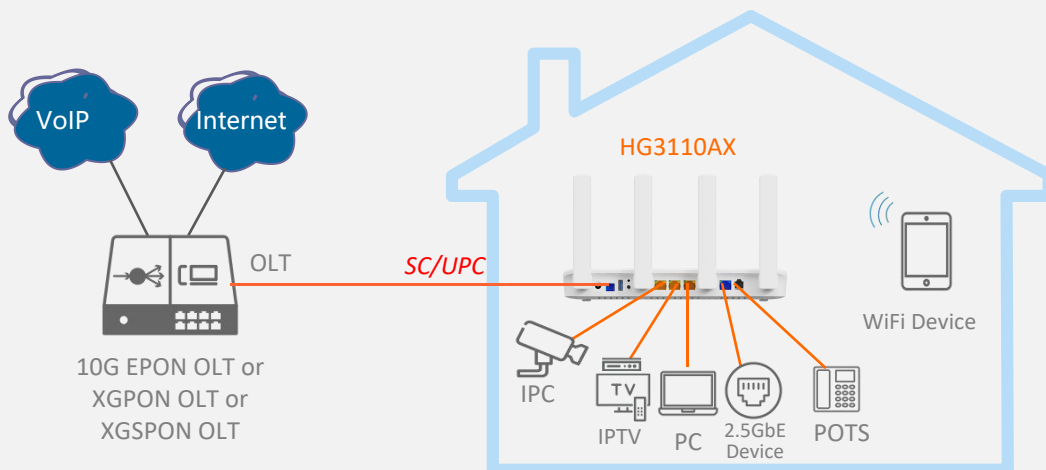 VoIP
Internet
HG3110AX
OLT
SC/UPC
10G EPON OLT or
XGPON OLT or
XGSPON OLT
WiFi Device
IPC
TV
IPTV
PC
2.5GbE
Device
POTS